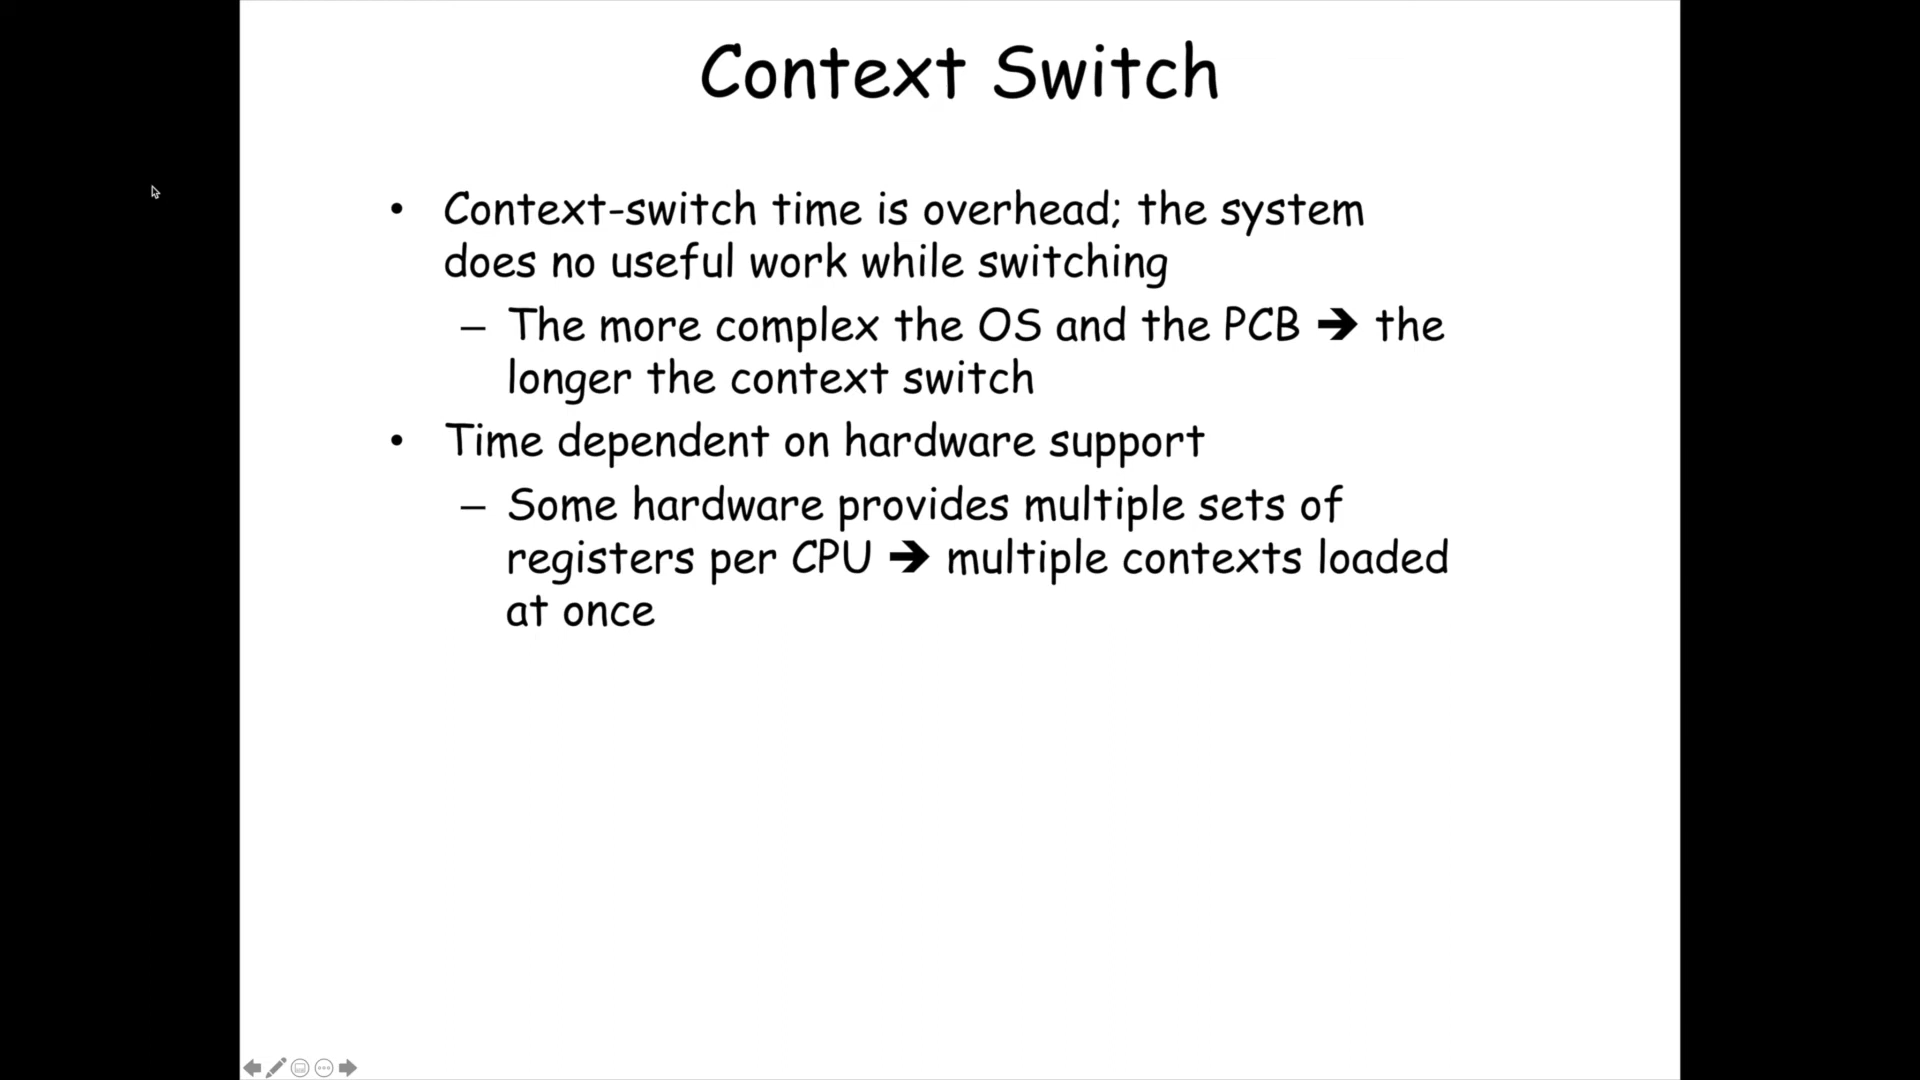 Context Switch
• Context-switch time is overhead; the system
does no useful work while switching
– The more complex the OS and the PCB ➔ the
longer the context switch
• Time dependent on hardware support
– Some hardware provides multiple sets of
registers per CPU ➔ multiple contexts loaded
at once